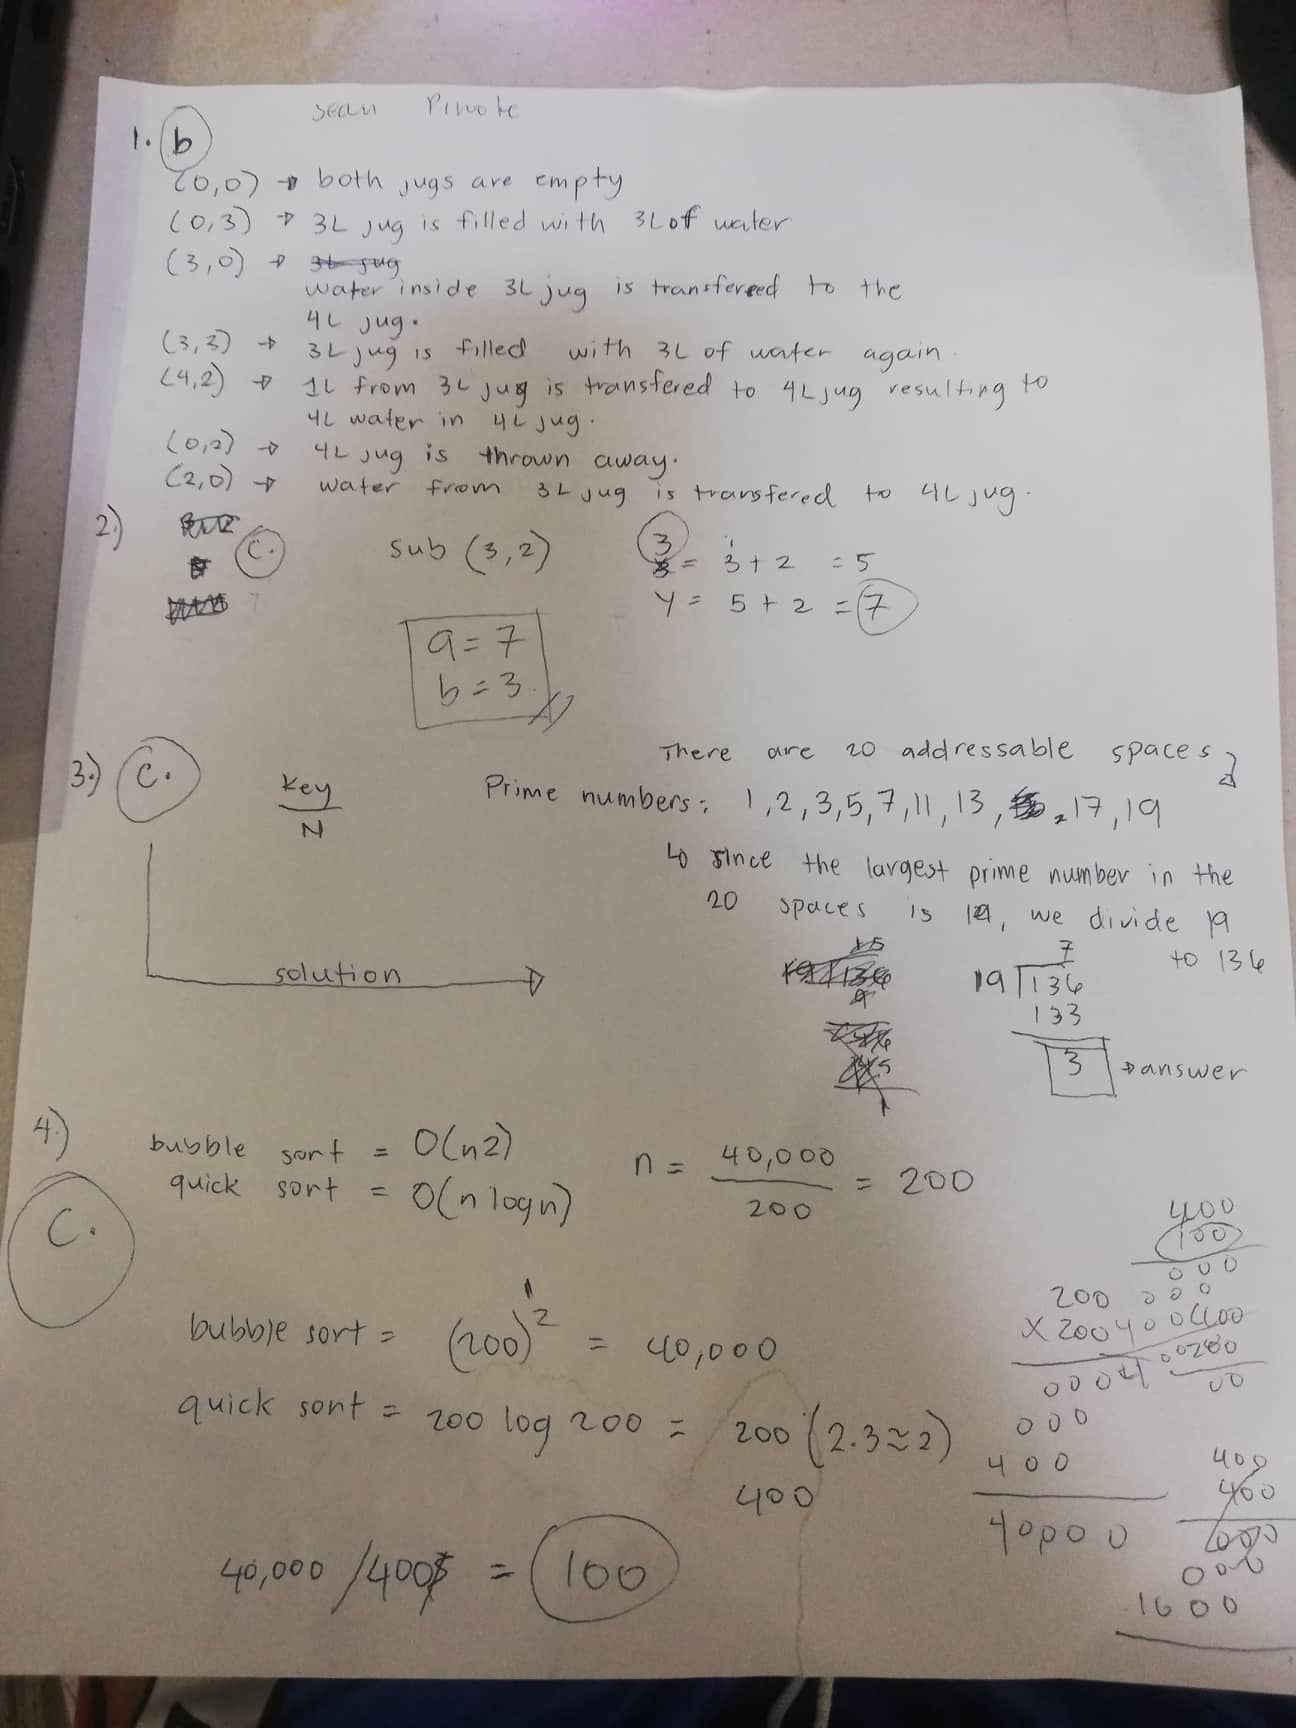 Sean Pinote
1. b
(0,0) → both jugs are empty
(0,3) → 3L jug is filled with 3L of water
(3,0) → 3L jug
water inside 3L jug is transfereed to the
4L jug.
(3,3) → 3L jug is filled with 3L of water again.
(4,2) → 1L from 3L jug is transfered to 4L jug resulting to
4L water in 4L jug.
(0,2) → 4L jug is thrown away.
(2,0) → water from 3L jug is transfered to 4L jug.
2.) C. sub (3,2)
3 = 3+2 = 5
Y = 5+2 = 7
a = 7
b = 3
3.) C.
Key
N
There are 20 addressable spaces
Prime numbers: 1,2,3,5,7,11,13, 17,19
↳ since the largest prime number in the
20 spaces is 19, we divide 19
to 136
solution
7
19 136
133
3 → answer
4.) C.
bubble sort = O(n2)
quick sort = O(n log n)
n = 40,000 / 200 = 200
bubble sort = (200)² = 40,000
quick sort = 200 log 200 = 200 (2.3≈2)
400
40,000 / 400 = 100
400
100
000
000
200
x 200
000
000
400
40000
400
400
000
1600